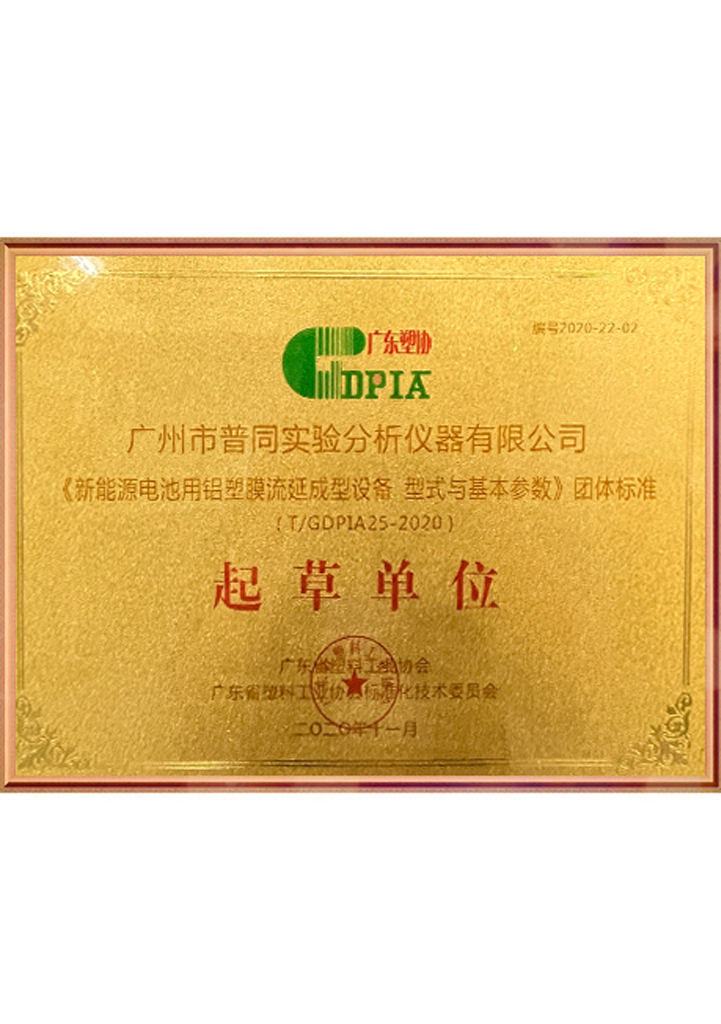 编号2020-22-02
广东塑协
GDPIA
广州市普同实验分析仪器有限公司
《新能源电池用铝塑膜流延成型设备 型式与基本参数》团体标准
(T/GDPIA25-2020)
起草单位
广东省塑料工业协会
广东省塑料工业协会标准化技术委员会
二〇二〇年十一月